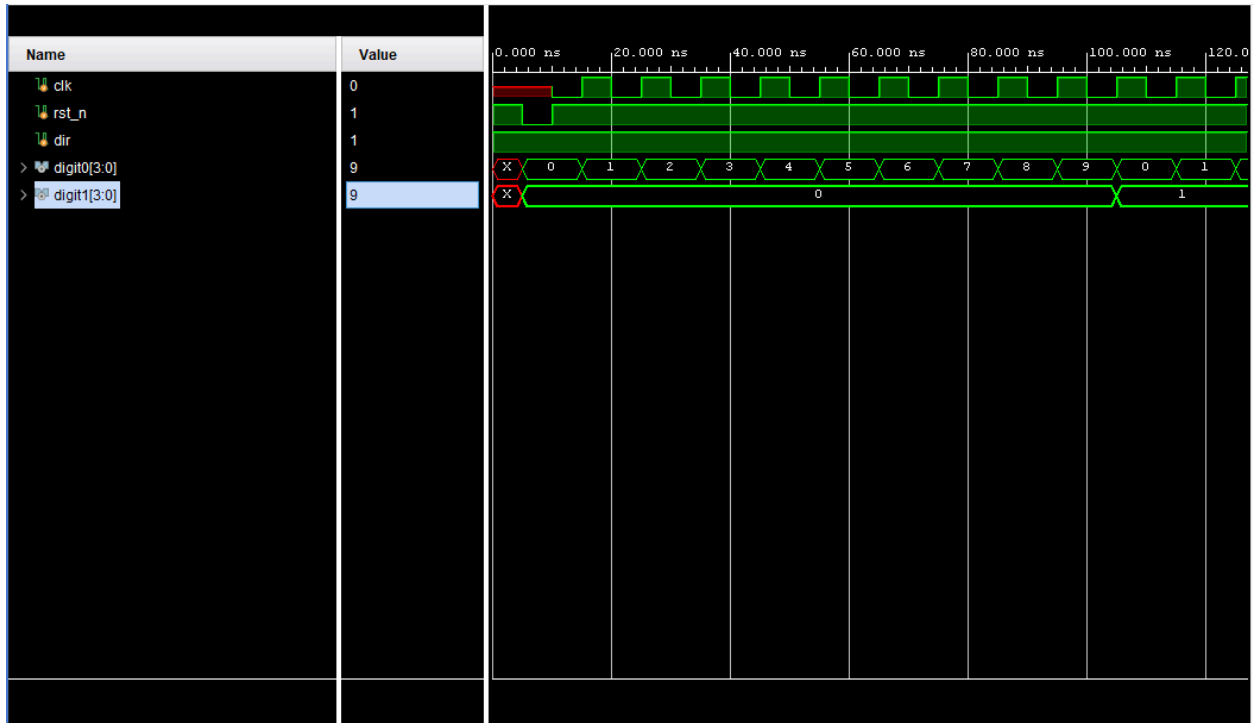 Name Value 0.000 ns 20.000 ns 40.000 ns 60.000 ns 80.000 ns 100.000 ns 120.0
clk 0
rst_n 1
dir 1
digit0[3:0] 9 X 0 1 2 3 4 5 6 7 8 9 0 1
digit1[3:0] 9 X 0 1